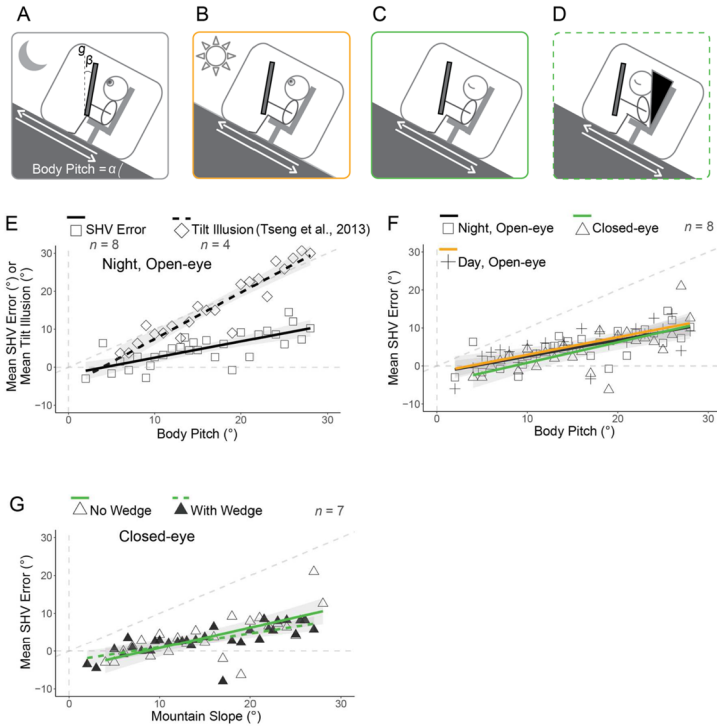 A B C D
g
β
Body Pitch = α
E
SHV Error
n = 8
Tilt Illusion (Tseng et al., 2013)
n = 4
Night, Open-eye
Mean SHV Error (°) or
Mean Tilt Illusion (°)
30
20
10
0
−10
0 10 20 30
Body Pitch (°)
F
Night, Open-eye
Closed-eye
n = 8
Day, Open-eye
Mean SHV Error (°)
30
20
10
0
−10
0 10 20 30
Body Pitch (°)
G
No Wedge
With Wedge
n = 7
Closed-eye
Mean SHV Error (°)
30
20
10
0
−10
0 10 20 30
Mountain Slope (°)